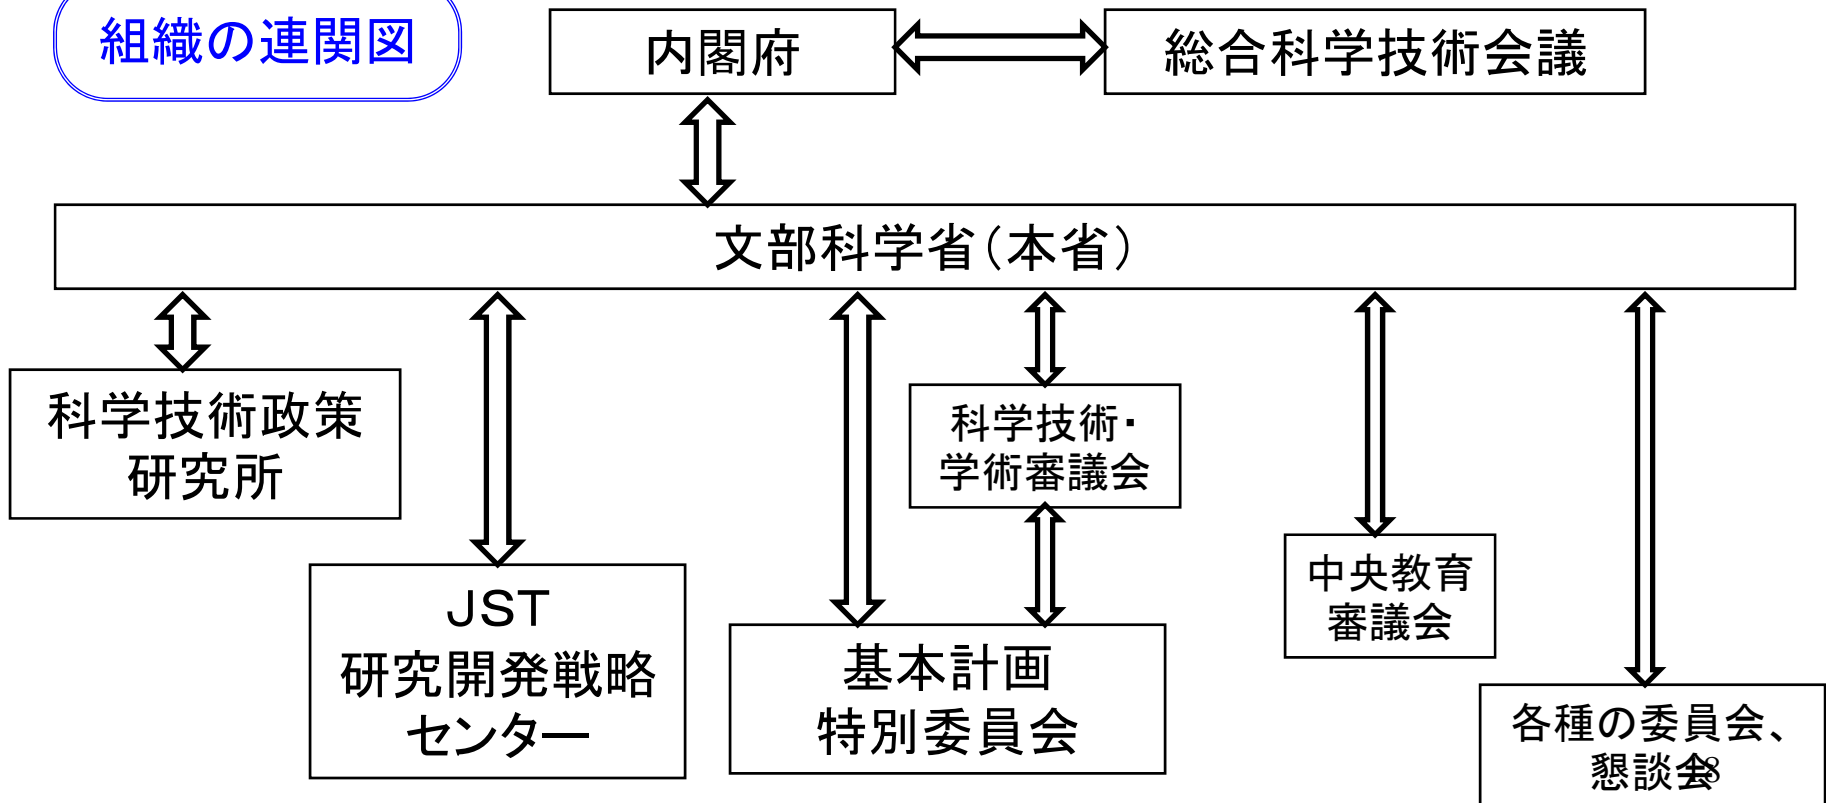 組織の連関図
内閣府
総合科学技術会議
文部科学省(本省)
科学技術政策
研究所
科学技術・
学術審議会
中央教育
審議会
JST
研究開発戦略
センター
基本計画
特別委員会
各種の委員会、
懇談会